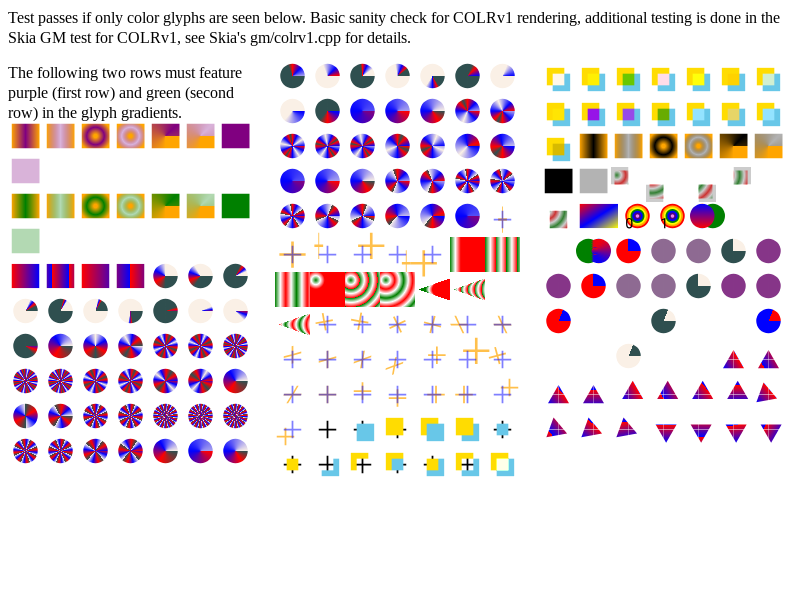 Test passes if only color glyphs are seen below. Basic sanity check for COLRv1 rendering, additional testing is done in the
Skia GM test for COLRv1, see Skia's gm/colrv1.cpp for details.
The following two rows must feature
purple (first row) and green (second
row) in the glyph gradients.
0 1